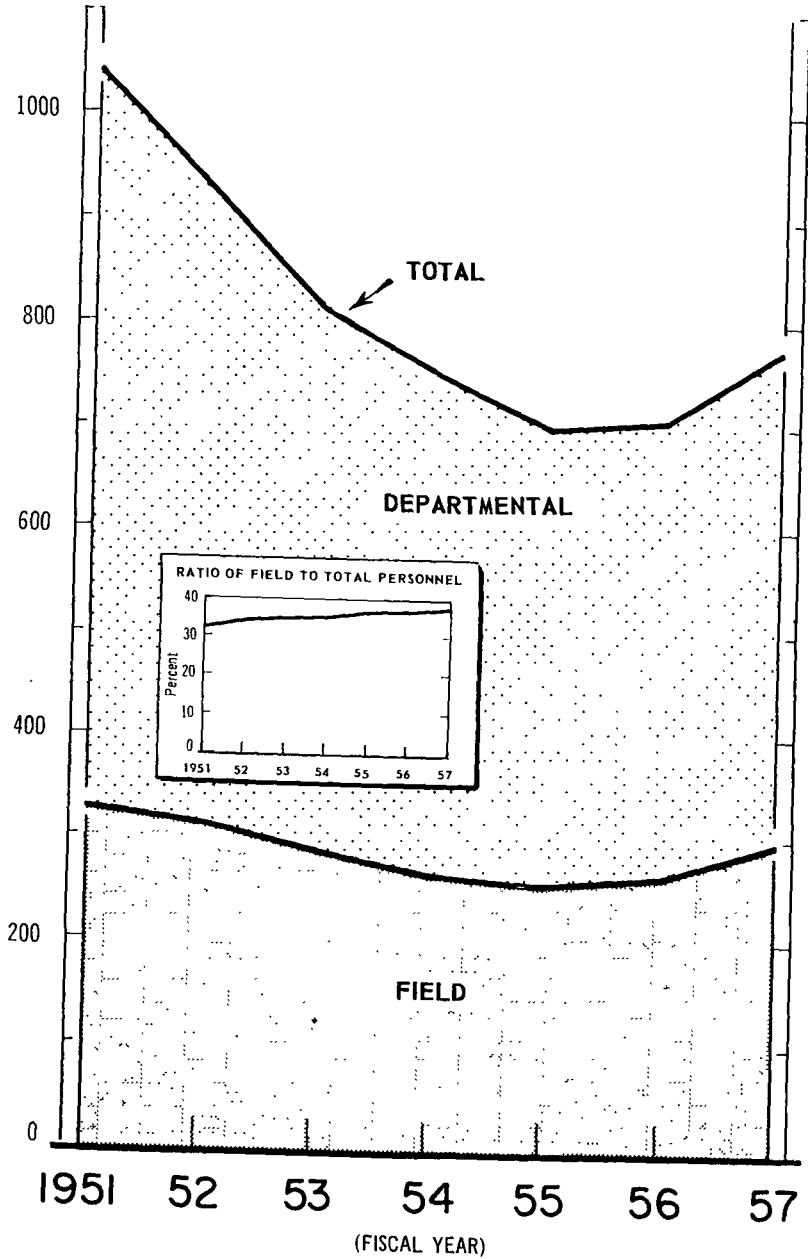 1000
800
600
400
200
0
TOTAL
DEPARTMENTAL
RATIO OF FIELD TO TOTAL PERSONNEL
40
30
20
10
0
Percent
1951 52 53 54 55 56 57
FIELD
1951 52 53 54 55 56 57
(FISCAL YEAR)